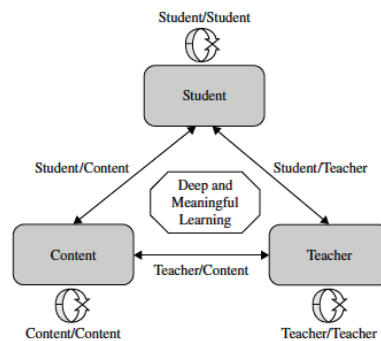 Student/Student
Student
Student/Content
Student/Teacher
Deep and
Meaningful
Learning
Content
Teacher
Teacher/Content
Content/Content
Teacher/Teacher